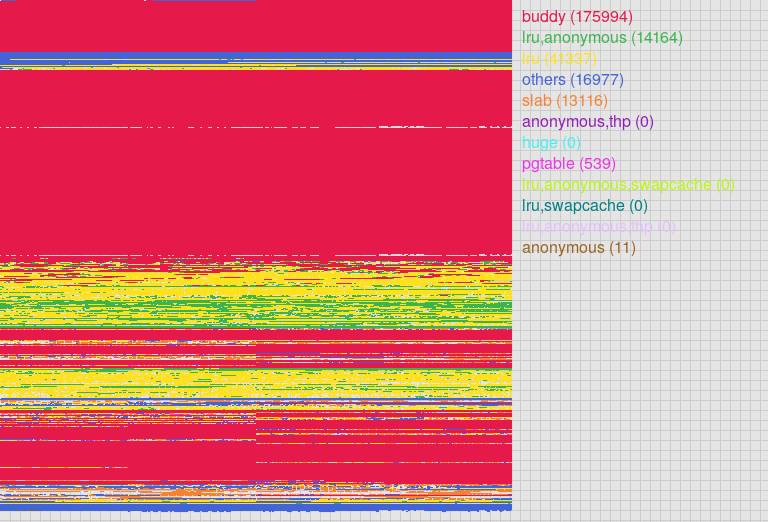 buddy (175994)
lru,anonymous (14164)
lru (41337)
others (16977)
slab (13116)
anonymous,thp (0)
huge (0)
pgtable (539)
lru,anonymous,swapcache (0)
lru,swapcache (0)
lru,anonymous,thp (0)
anonymous (11)